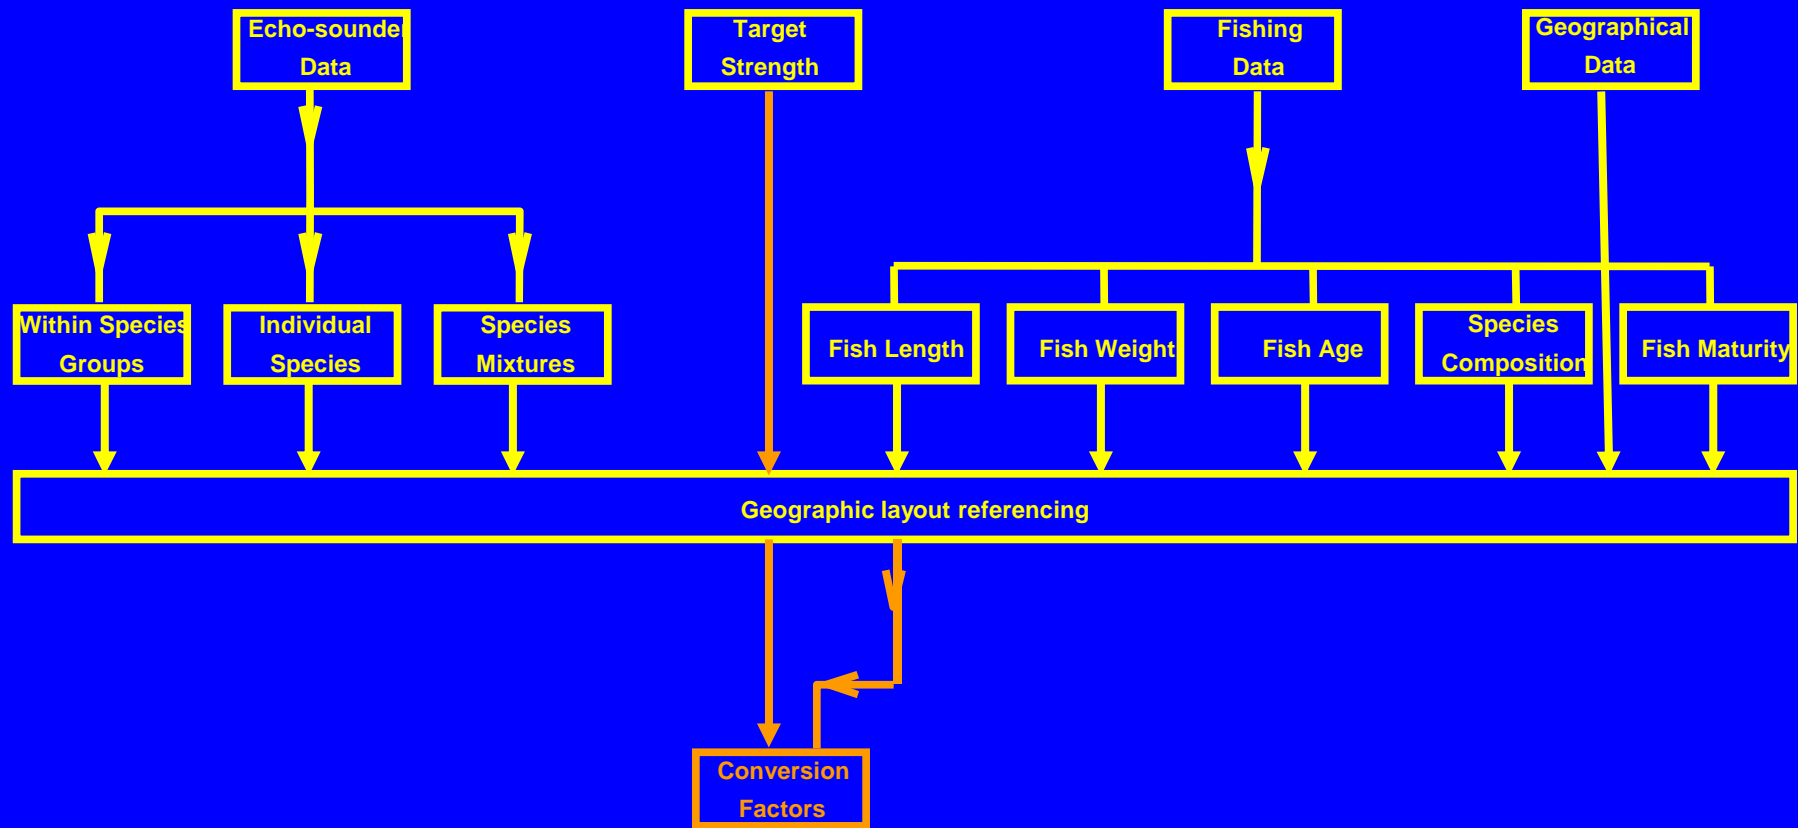 Echo-sounder
Data
Target
Strength
Fishing
Data
Geographical
Data
Within Species
Groups
Individual
Species
Species
Mixtures
Fish Length
Fish Weight
Fish Age
Species
Composition
Fish Maturity
Geographic layout referencing
Conversion
Factors